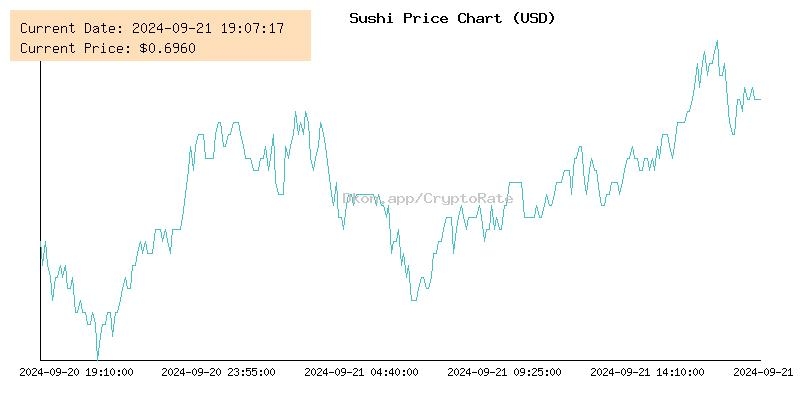 Sushi Price Chart (USD)
Current Date: 2024-09-21 19:07:17
Current Price: $0.6960
Dkon.app/CryptoRate
2024-09-20 19:10:00 2024-09-20 23:55:00 2024-09-21 04:40:00 2024-09-21 09:25:00 2024-09-21 14:10:00 2024-09-21